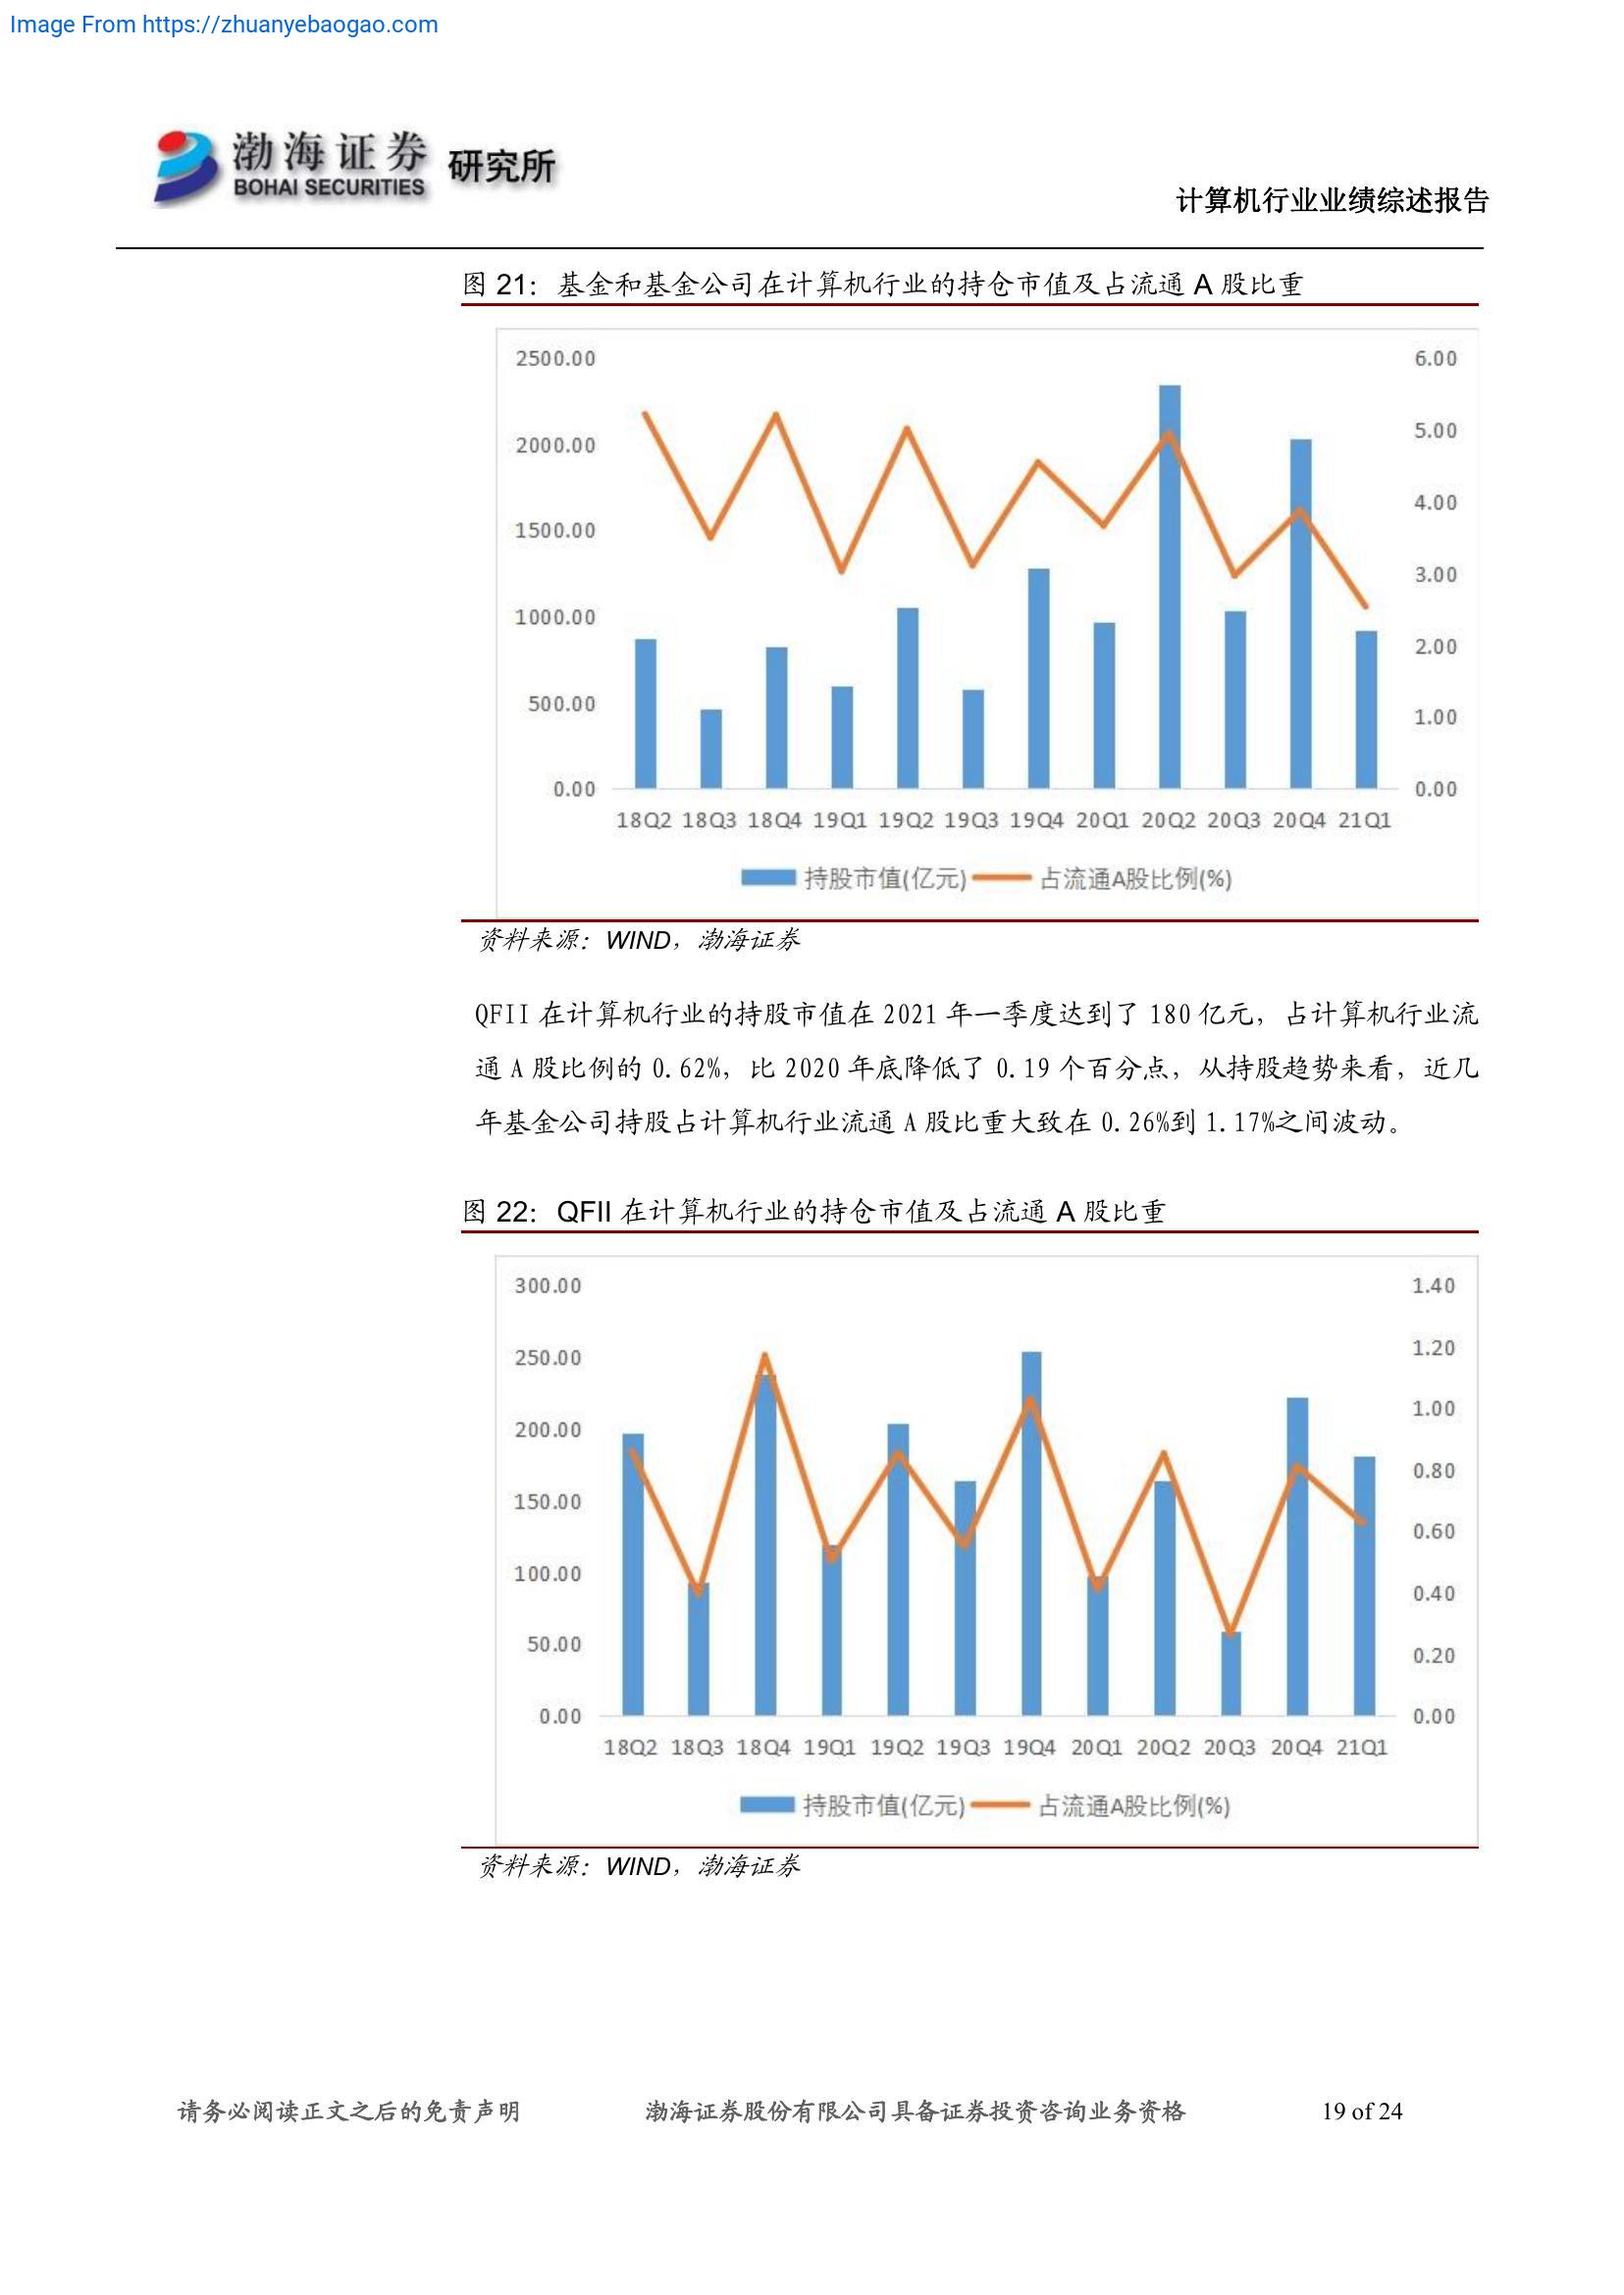 Image From https://zhuanyebaogao.com
渤海证券 研究所
BOHAI SECURITIES
计算机行业业绩综述报告
图 21：基金和基金公司在计算机行业的持仓市值及占流通 A 股比重
2500.00 6.00
2000.00 5.00
1500.00 4.00
1000.00 3.00
500.00 2.00
0.00 1.00
0.00
18Q2 18Q3 18Q4 19Q1 19Q2 19Q3 19Q4 20Q1 20Q2 20Q3 20Q4 21Q1
持股市值(亿元) 占流通A股比例(%)
资料来源：WIND，渤海证券
QFII 在计算机行业的持股市值在 2021 年一季度达到了 180 亿元，占计算机行业流
通 A 股比例的 0.62%，比 2020 年底降低了 0.19 个百分点，从持股趋势来看，近几
年基金公司持股占计算机行业流通 A 股比重大致在 0.26%到 1.17%之间波动。
图 22：QFII 在计算机行业的持仓市值及占流通 A 股比重
300.00 1.40
250.00 1.20
200.00 1.00
150.00 0.80
100.00 0.60
50.00 0.40
0.00 0.20
0.00
18Q2 18Q3 18Q4 19Q1 19Q2 19Q3 19Q4 20Q1 20Q2 20Q3 20Q4 21Q1
持股市值(亿元) 占流通A股比例(%)
资料来源：WIND，渤海证券
请务必阅读正文之后的免责声明 渤海证券股份有限公司具备证券投资咨询业务资格 19 of 24